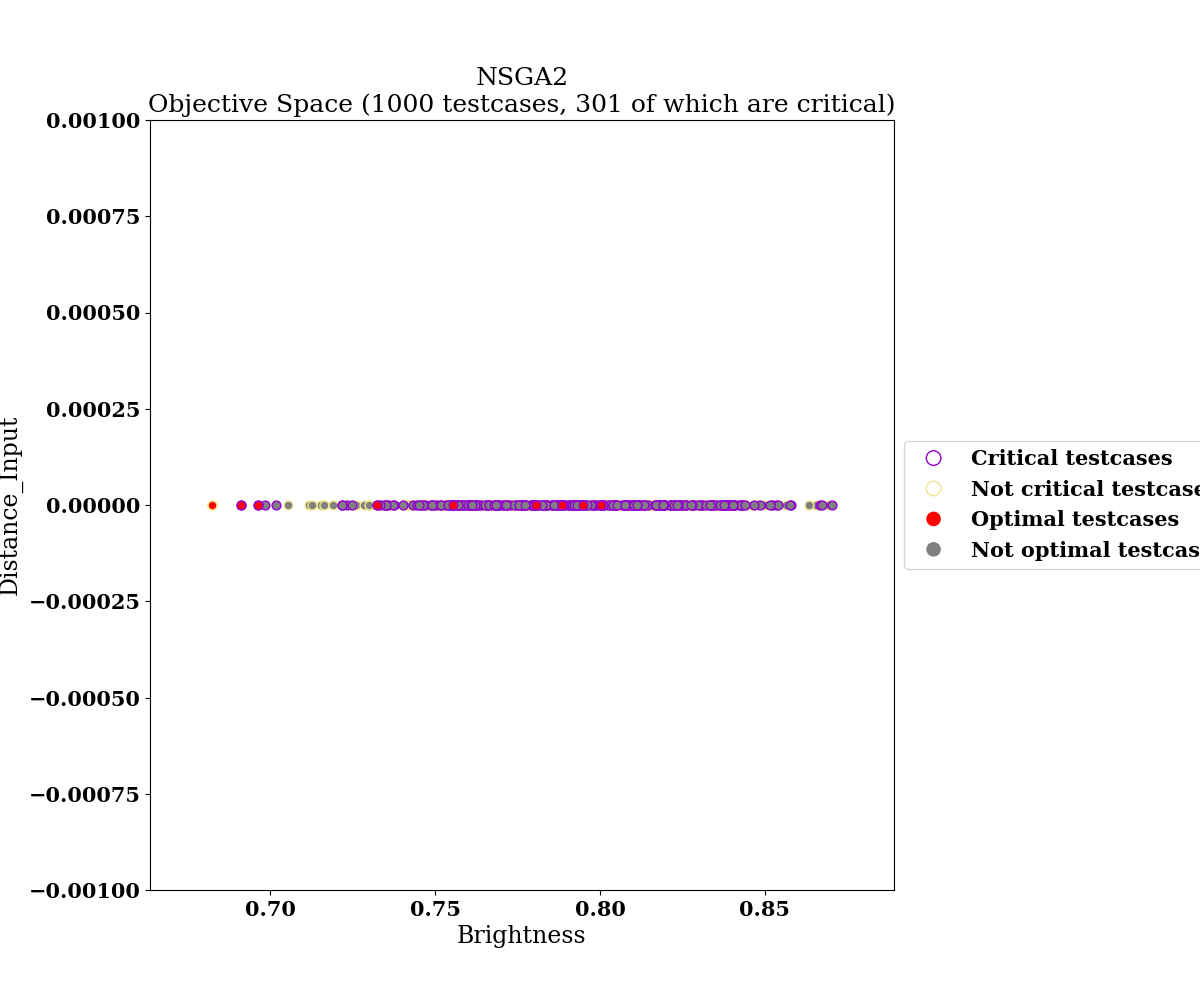 NSGA2
Objective Space (1000 testcases, 301 of which are critical)
0.00100
0.00075
0.00050
0.00025
0.00000
−0.00025
−0.00050
−0.00075
−0.00100
Distance_Input
0.70 0.75 0.80 0.85
Brightness
Critical testcases
Not critical testcase
Optimal testcases
Not optimal testcas